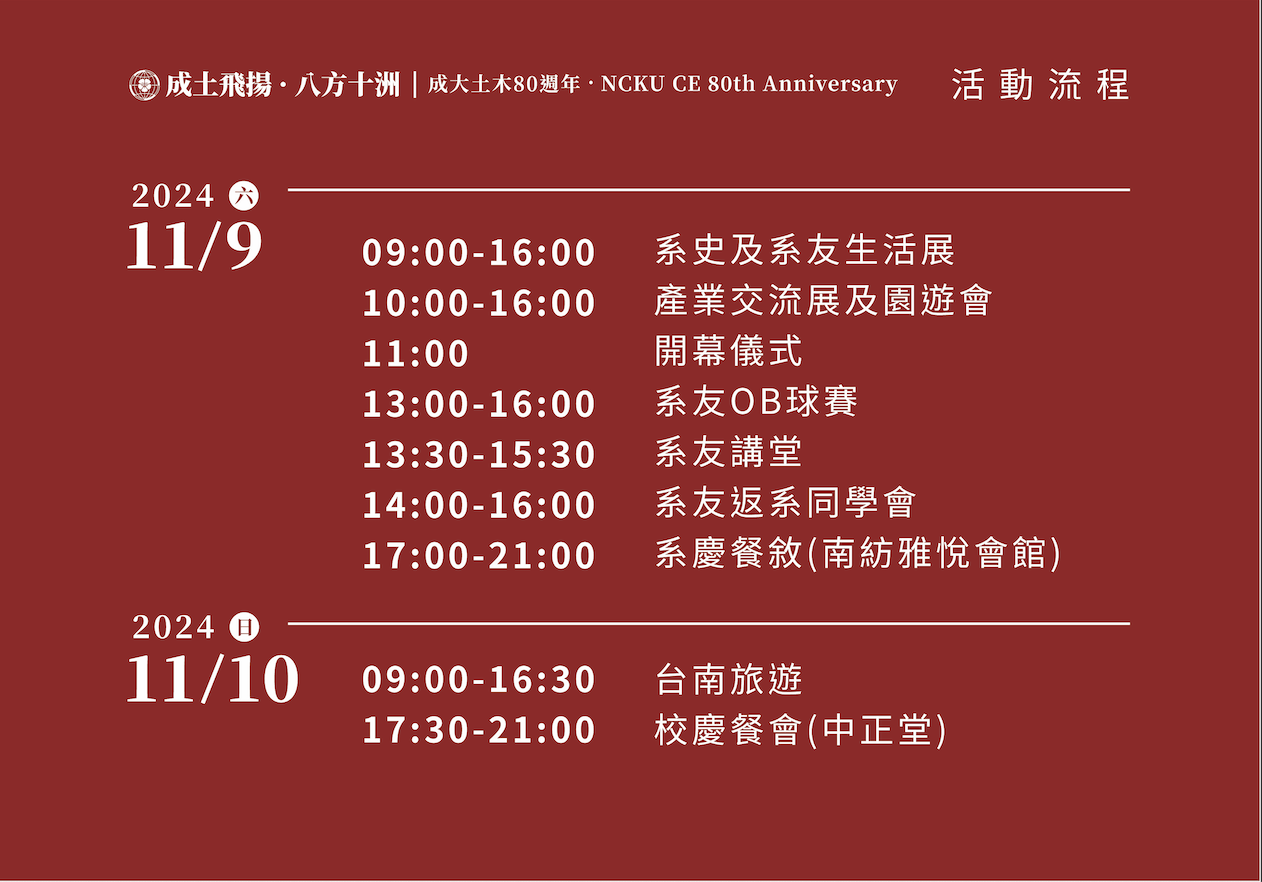 成土飛揚·八方十洲|成大土木80週年·NCKU CE 80th Anniversary
活動流程
2024 六
11/9
09:00-16:00 系史及系友生活展
10:00-16:00 產業交流展及園遊會
11:00 開幕儀式
13:00-16:00 系友OB球賽
13:30-15:30 系友講堂
14:00-16:00 系友返系同學會
17:00-21:00 系慶餐敘(南紡雅悅會館)
2024 日
11/10
09:00-16:30 台南旅遊
17:30-21:00 校慶餐會(中正堂)